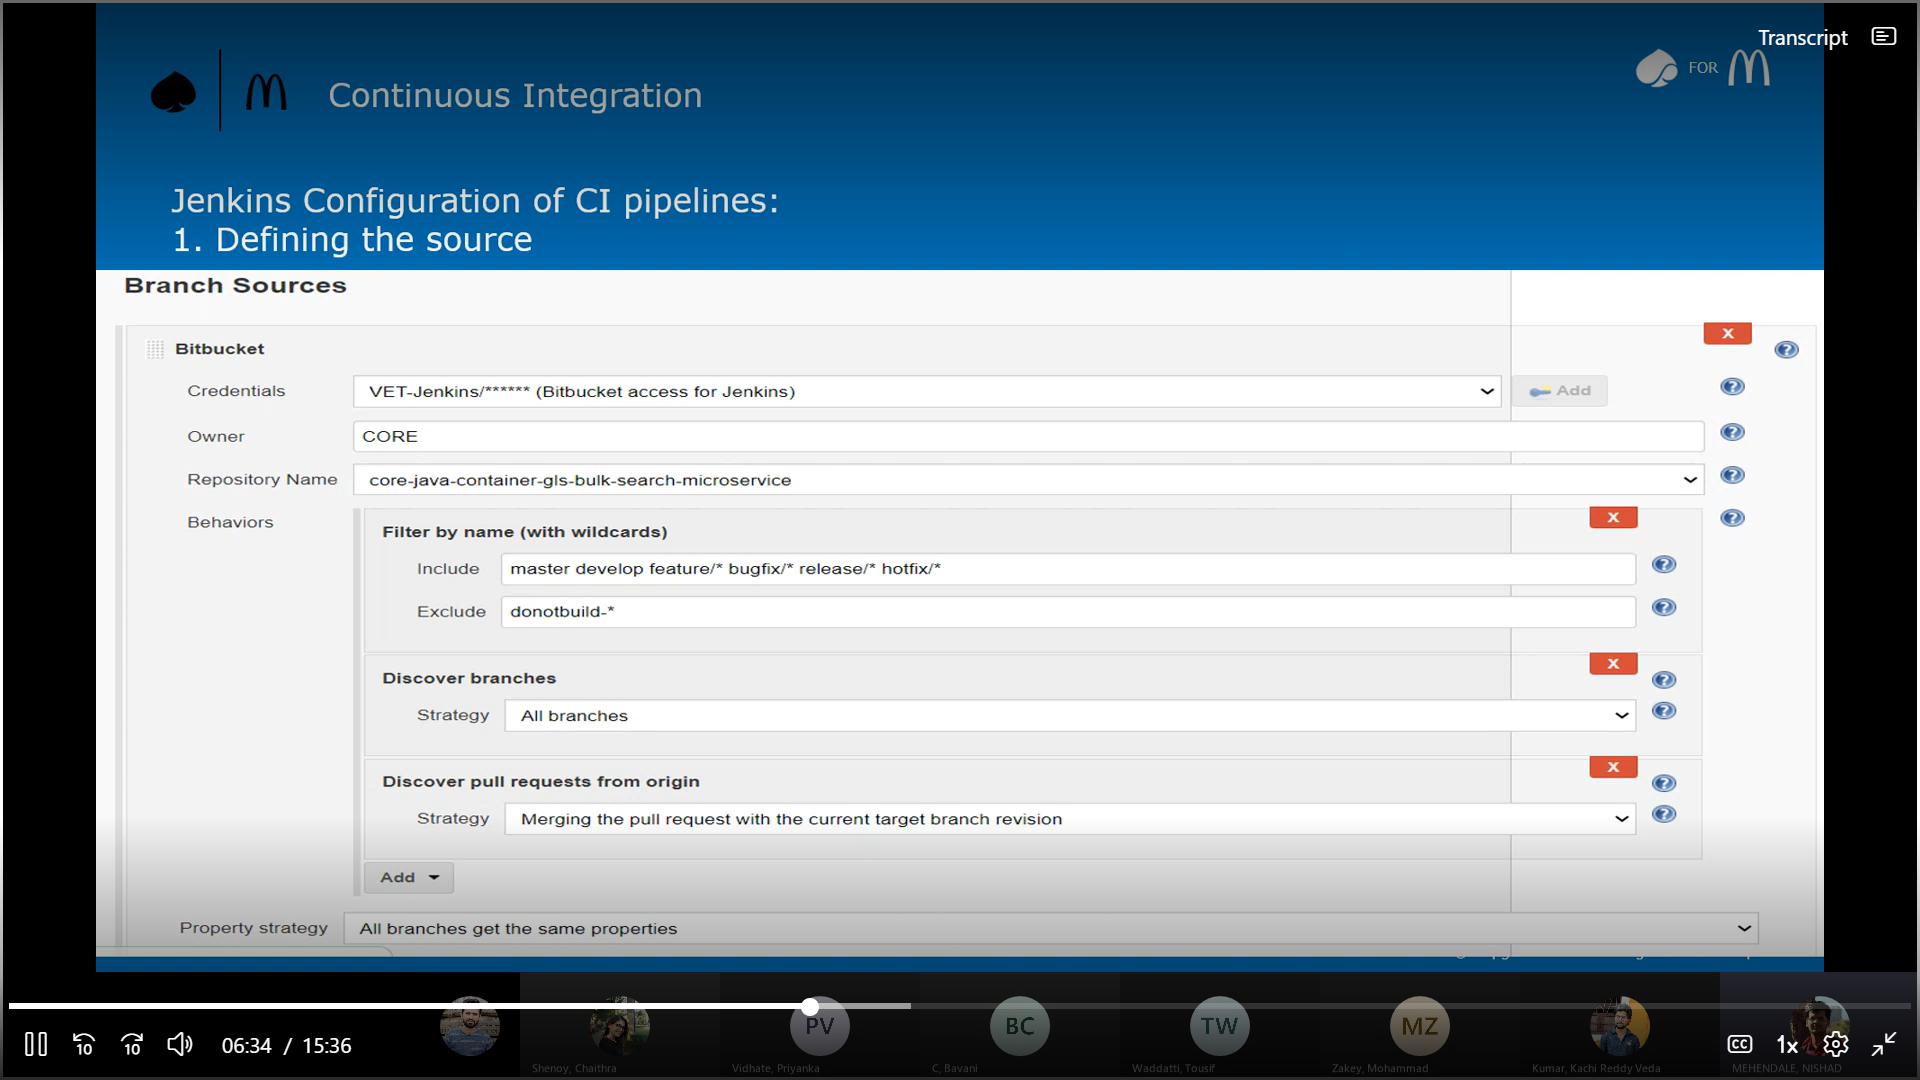 Transcript
FOR
Continuous Integration
Jenkins Configuration of CI pipelines:
1. Defining the source
Branch Sources
X
Bitbucket
Credentials VET-Jenkins/****** (Bitbucket access for Jenkins) Add
Owner CORE
Repository Name core-java-container-gls-bulk-search-microservice
Behaviors
X
Filter by name (with wildcards)
Include master develop feature/* bugfix/* release/* hotfix/*
Exclude donotbuild-*
X
Discover branches
Strategy All branches
X
Discover pull requests from origin
Strategy Merging the pull request with the current target branch revision
Add
Property strategy All branches get the same properties
PV BC TW MZ
10 10 06:34 / 15:36 CC 1x
Shenoy, Chaithra Vidhate, Priyanka C, Bavani Waddatti, Tousif Zakey, Mohammad Kumar, Kachi Reddy Veda MEHENDALE, NISHAD